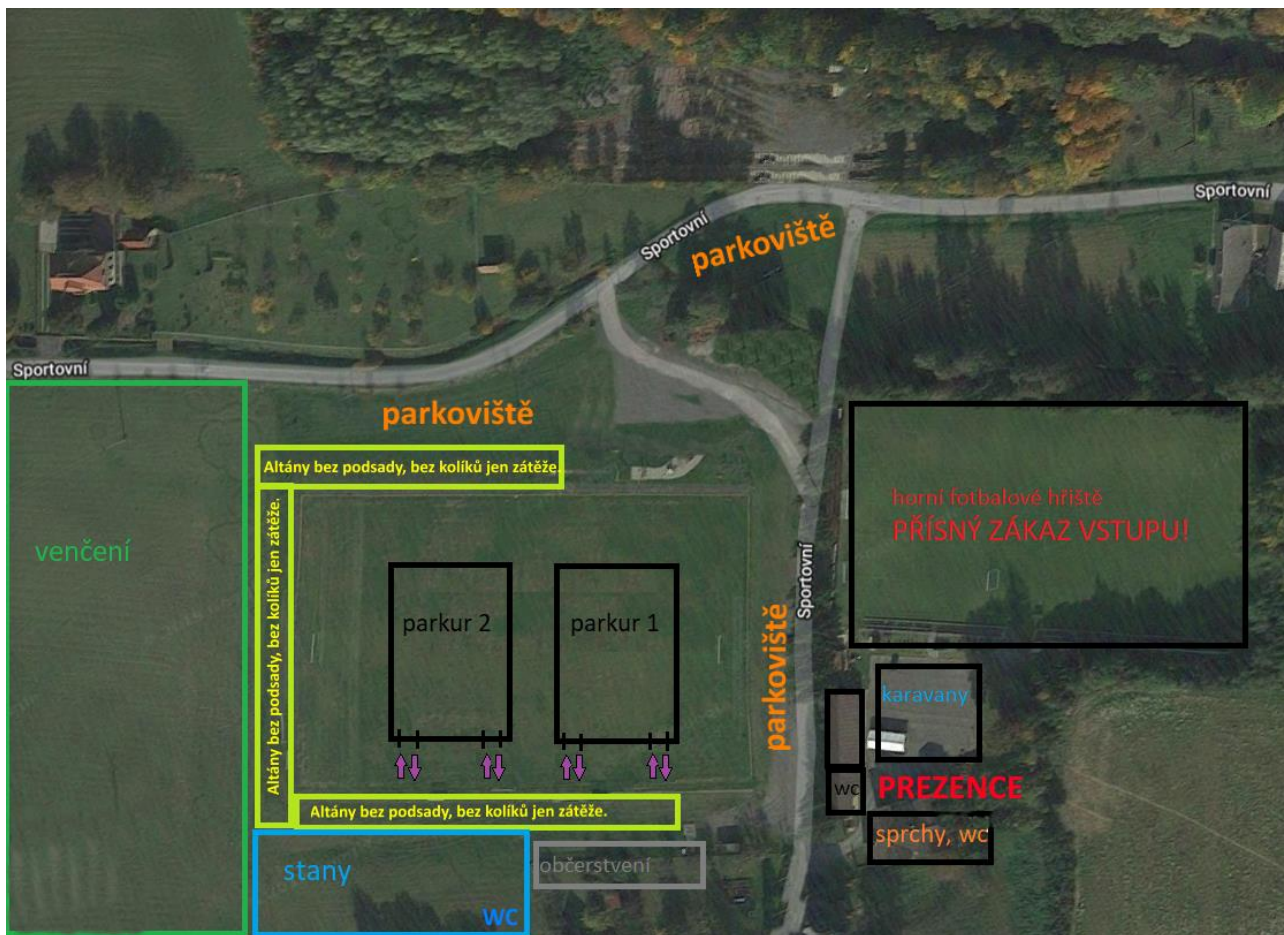 Sportovní
Sportovní
parkoviště
Sportovní
parkoviště
Altány bez podsady, bez kolíků jen zátěže.
Altány bez podsady, bez kolíků jen zátěže.
horní fotbalové hřiště
PŘÍSNÝ ZÁKAZ VSTUPU!
venčení
parkur 2
parkur 1
parkoviště
Sportovní
karavany
wc
PREZENCE
Altány bez podsady, bez kolíků jen zátěže.
sprchy, wc
stany
občerstvení
WC